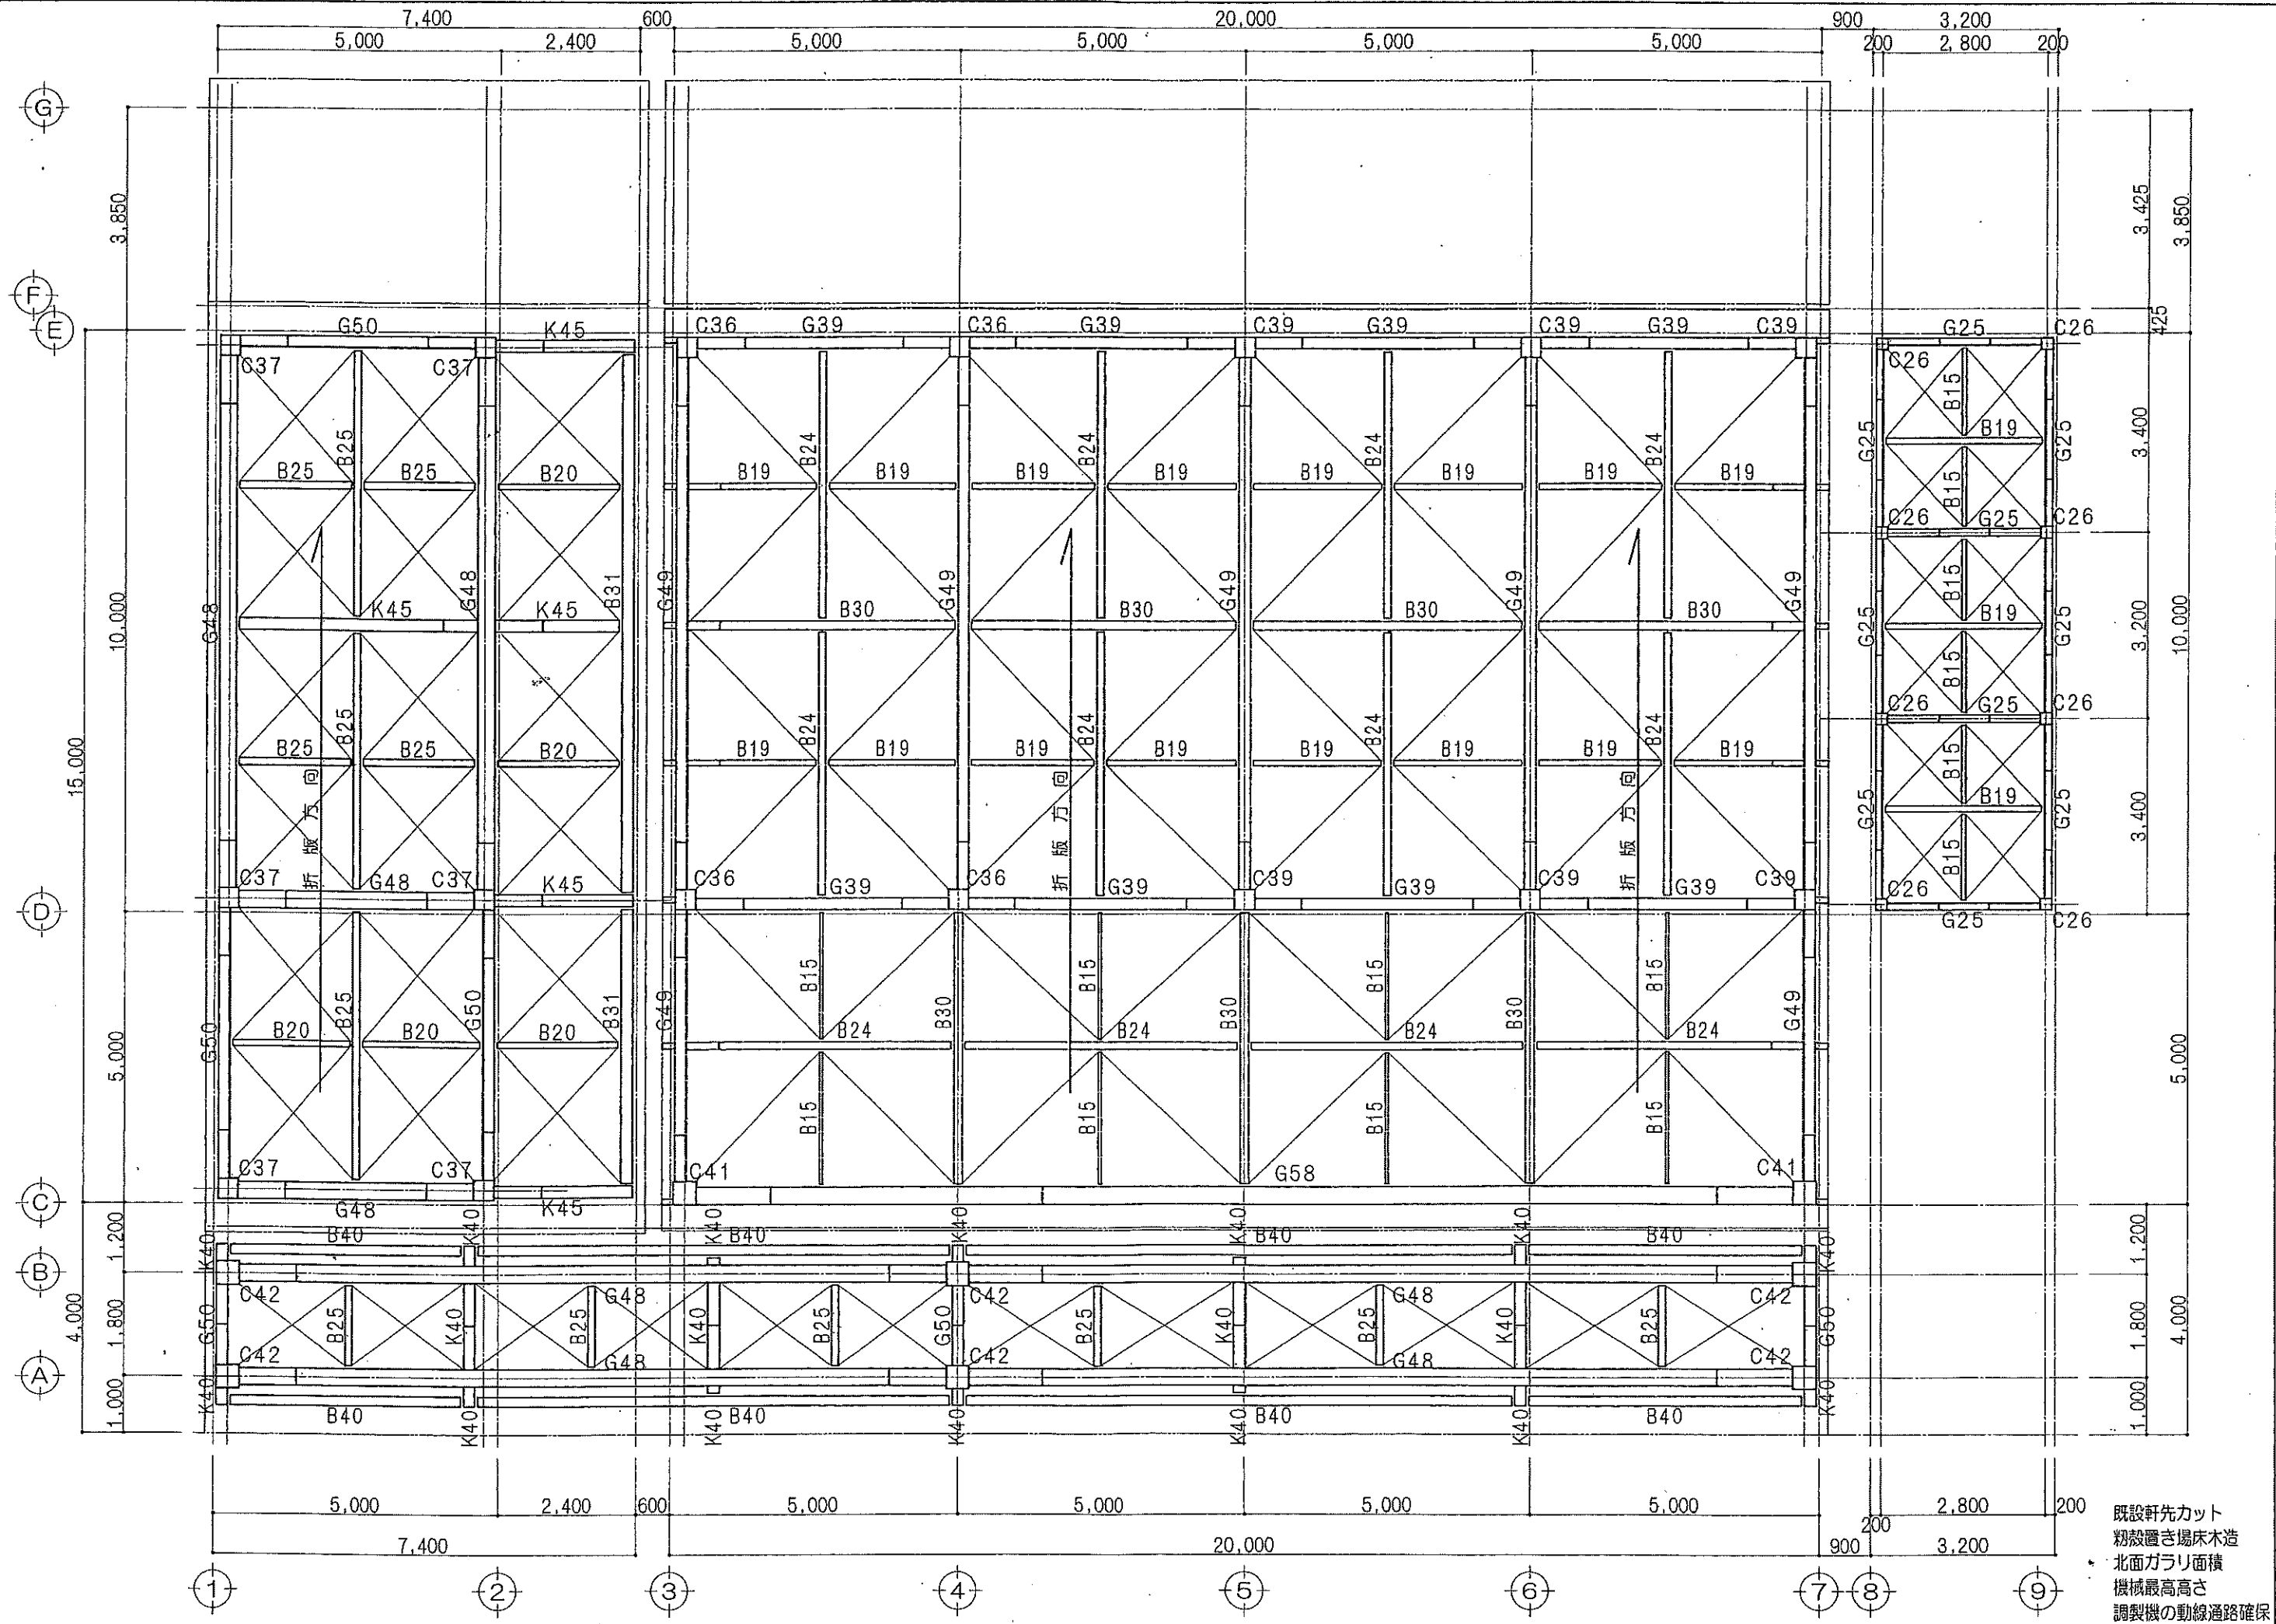 7,400 600 20,000 900 3,200
5,000 2,400 5,000 5,000 5,000 5,000 200 2,800 200
G
3,850 3,425 3,850
F
E
G50 K45 C36 G39 C36 G39 C39 G39 C39 G39 C39 G25 C26
425
C37 C37 C26
B25 B24 B24 B24 B24 B15
G25 B19 G25 3,400
B25 B25 B20 B19 B19 B19 B19 B19 B19 B19 B19
B15
C26 G25 C26
G48 K45 G48 K45 B31 G49 B30 G49 B30 G49 B30 G49 B30 G49
10,000 B15 G25 B19 G25 3,200 10,000
B15
15,000
B25 B24 B24 B24 B24
C26 G25 C26
B25 B25 B20 B19 B19 B19 B19 B19 B19 B19 B19
B15
折版方向 折版方向 折版方向
G25 B19 G25 3,400
B15
C37 G48 C37 K45 C36 G39 C36 G39 C39 G39 C39 G39 C39 C26
D
G25 C26
B15 B15 B15 B15
5,000 G50 B20 B25 B20 G50 B20 B31 G49 B24 B30 B24 B30 B24 B30 B24 G49 5,000
B15 B15 B15 B15
C37 C37 C41 G58 C41
C
G48 K45
1,200 K40 K40 K40 K40 K40 K40 1,200
B40 B40 B40 B40
K40
B
C42 G48 C42 G48 C42
4,000 1,800 G50 B25 K40 B25 K40 B25 G50 B25 K40 B25 K40 B25 G50 1,800 4,000
C42 G48 C42 G48 C42
A
1,000 K40 K40 1,000
B40 B40 B40 B40
K40 K40 K40 K40 K40
5,000 2,400 600 5,000 5,000 5,000 5,000 2,800 200
200
7,400 20,000 900 3,200
1 2 3 4 5 6 7 8 9
既設軒先カット
籾殻置き場床木造
北面ガラリ面積
機械最高高さ
調製機の動線通路確保